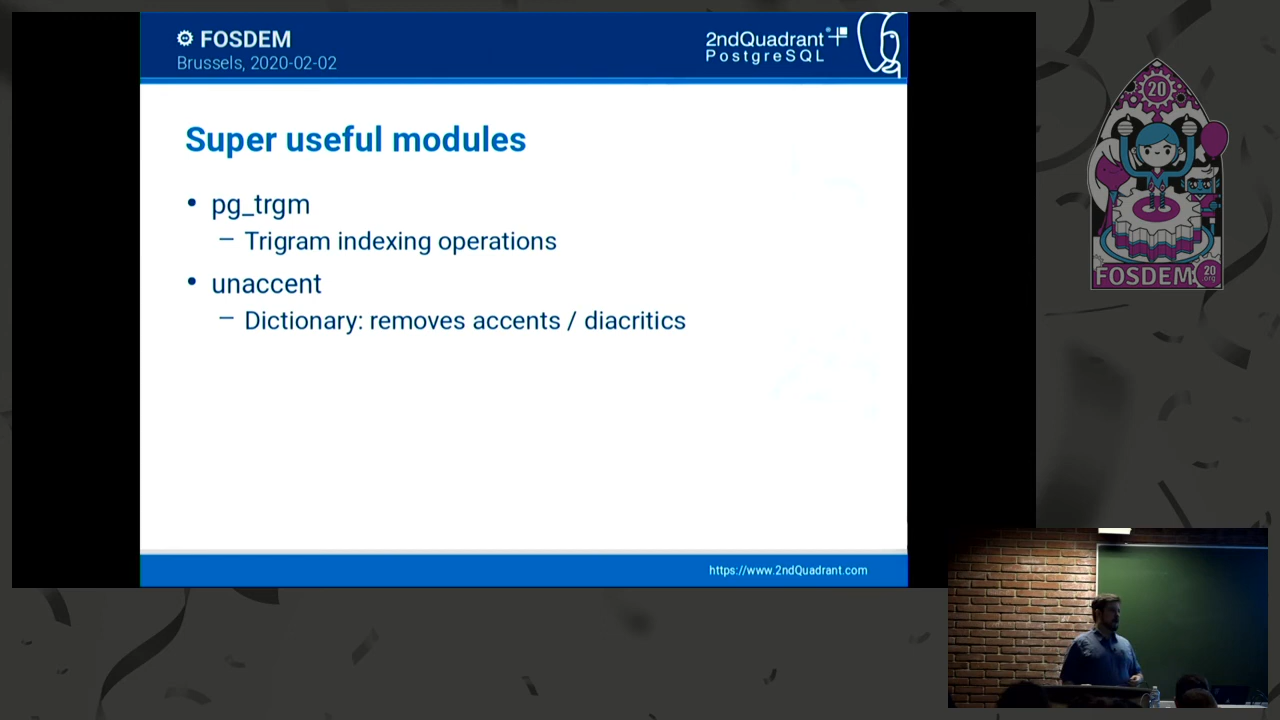 FOSDEM
Brussels, 2020-02-02
2ndQuadrant
PostgreSQL
Super useful modules
• pg_trgm
– Trigram indexing operations
• unaccent
– Dictionary: removes accents / diacritics
https://www.2ndQuadrant.com
20
FOSDEM
20
.org